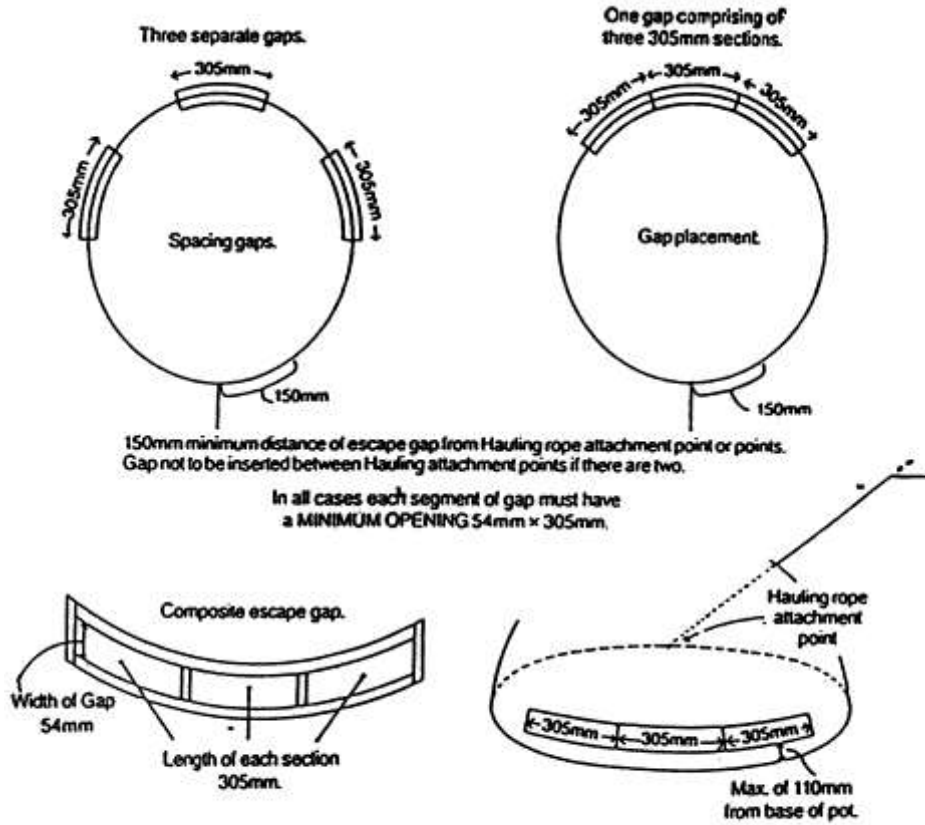 Three separate gaps.
305mm
305mm
305mm
Spacing gaps.
150mm
One gap comprising of
three 305mm sections.
305mm
305mm
305mm
Gap placement.
150mm
150mm minimum distance of escape gap from Hauling rope attachment point or points.
Gap not to be inserted between Hauling attachment points if there are two.
In all cases each segment of gap must have
a MINIMUM OPENING 54mm × 305mm.
Composite escape gap.
Width of Gap
54mm
Length of each section
305mm.
Hauling rope
attachment
point
305mm
305mm
305mm
Max. of 110mm
from base of pot.